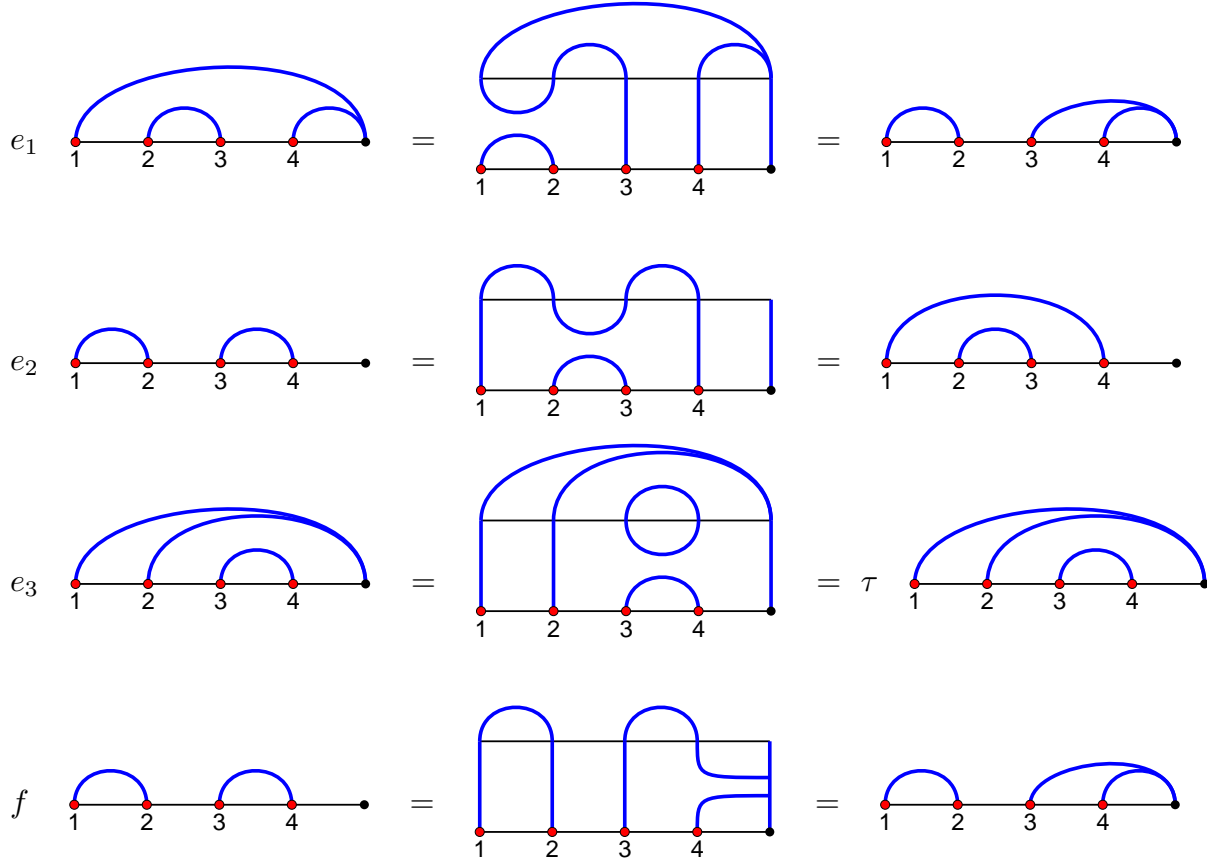 e₁ 1 2 3 4 = 1 2 3 4 = 1 2 3 4
e₂ 1 2 3 4 = 1 2 3 4 = 1 2 3 4
e₃ 1 2 3 4 = 1 2 3 4 = τ 1 2 3 4
f 1 2 3 4 = 1 2 3 4 = 1 2 3 4